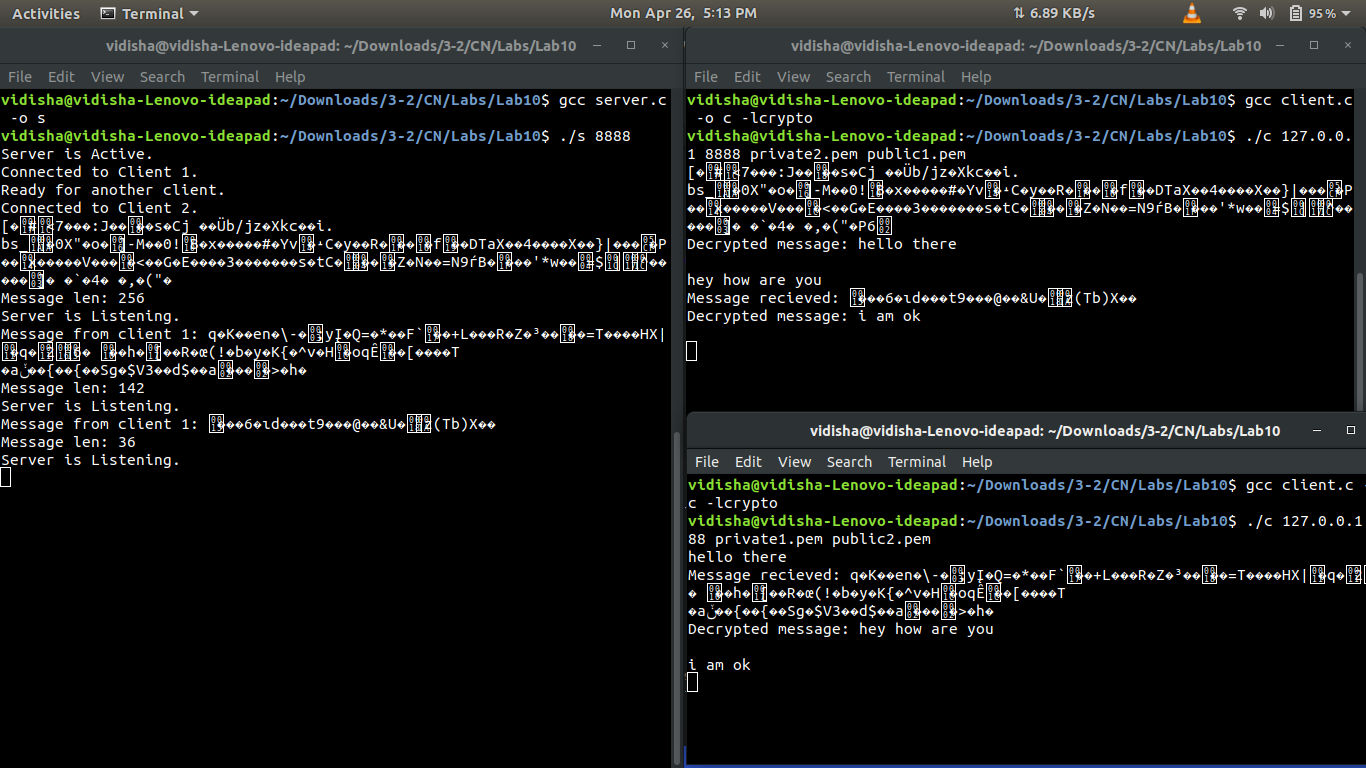 Activities Terminal Mon Apr 26, 5:13 PM 6.89 KB/s 95%
vidisha@vidisha-Lenovo-ideapad: ~/Downloads/3-2/CN/Labs/Lab10
File Edit View Search Terminal Help
vidisha@vidisha-Lenovo-ideapad:~/Downloads/3-2/CN/Labs/Lab10$ gcc server.c
-o s
vidisha@vidisha-Lenovo-ideapad:~/Downloads/3-2/CN/Labs/Lab10$ ./s 8888
Server is Active.
Connected to Client 1.
Ready for another client.
Connected to Client 2.
Message len: 256
Server is Listening.
Message from client 1:
Message len: 142
Server is Listening.
Message from client 1:
Message len: 36
Server is Listening.
vidisha@vidisha-Lenovo-ideapad: ~/Downloads/3-2/CN/Labs/Lab10
File Edit View Search Terminal Help
vidisha@vidisha-Lenovo-ideapad:~/Downloads/3-2/CN/Labs/Lab10$ gcc client.c
-o c -lcrypto
vidisha@vidisha-Lenovo-ideapad:~/Downloads/3-2/CN/Labs/Lab10$ ./c 127.0.0.
1 8888 private2.pem public1.pem
Decrypted message: hello there
hey how are you
Message recieved:
Decrypted message: i am ok
vidisha@vidisha-Lenovo-ideapad: ~/Downloads/3-2/CN/Labs/Lab10
File Edit View Search Terminal Help
vidisha@vidisha-Lenovo-ideapad:~/Downloads/3-2/CN/Labs/Lab10$ gcc client.c
c -lcrypto
vidisha@vidisha-Lenovo-ideapad:~/Downloads/3-2/CN/Labs/Lab10$ ./c 127.0.0.1
88 private1.pem public2.pem
hello there
Message recieved:
Decrypted message: hey how are you
i am ok